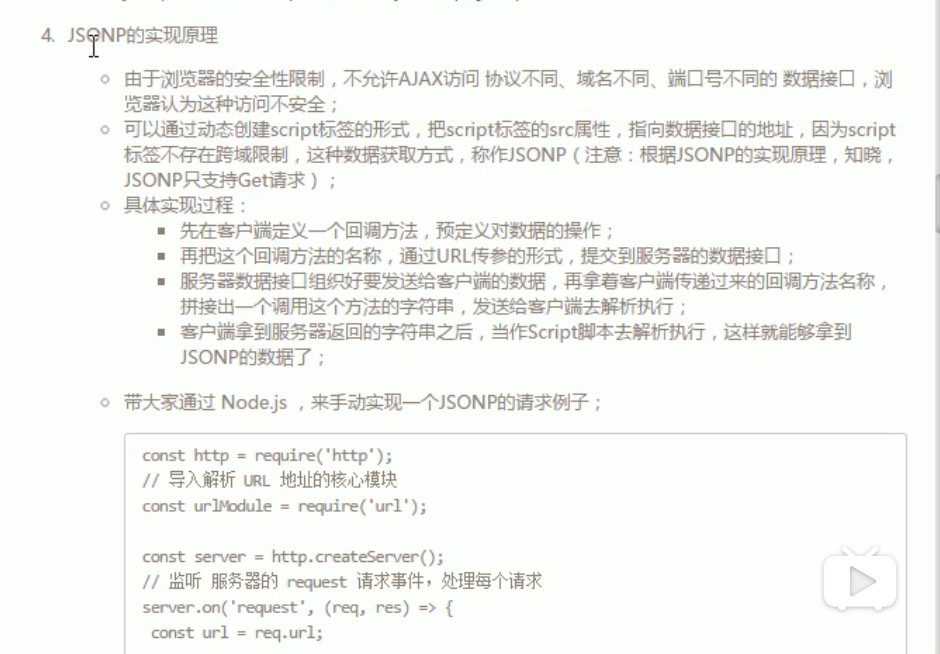 4. JSONP的实现原理
由于浏览器的安全性限制，不允许AJAX访问 协议不同、域名不同、端口号不同的 数据接口，浏
览器认为这种访问不安全；
可以通过动态创建script标签的形式，把script标签的src属性，指向数据接口的地址，因为script
标签不存在跨域限制，这种数据获取方式，称作JSONP（注意：根据JSONP的实现原理，知晓，
JSONP只支持Get请求）；
具体实现过程：
先在客户端定义一个回调方法，预定义对数据的操作；
再把这个回调方法的名称，通过URL传参的形式，提交到服务器的数据接口；
服务器数据接口组织好要发送给客户端的数据，再拿着客户端传递过来的回调方法名称，
拼接出一个调用这个方法的字符串，发送给客户端去解析执行；
客户端拿到服务器返回的字符串之后，当作Script脚本去解析执行，这样就能够拿到
JSONP的数据了；
带大家通过 Node.js ，来手动实现一个JSONP的请求例子；
const http = require('http');
// 导入解析 URL 地址的核心模块
const urlModule = require('url');
const server = http.createServer();
// 监听 服务器的 request 请求事件，处理每个请求
server.on('request', (req, res) => {
const url = req.url;